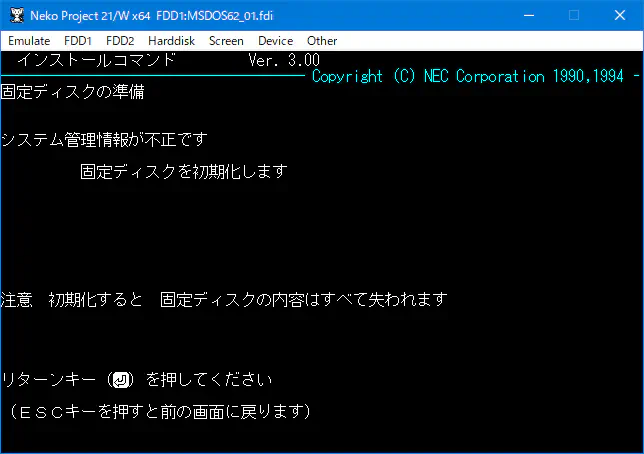 Neko Project 21/W x64 FDD1:MSDOS62_01.fdi
Emulate FDD1 FDD2 Harddisk Screen Device Other
インストールコマンド Ver. 3.00
Copyright (C) NEC Corporation 1990,1994
固定ディスクの準備
システム管理情報が不正です
固定ディスクを初期化します
注意 初期化すると 固定ディスクの内容はすべて失われます
リターンキー（⏎）を押してください
（ＥＳＣキーを押すと前の画面に戻ります）